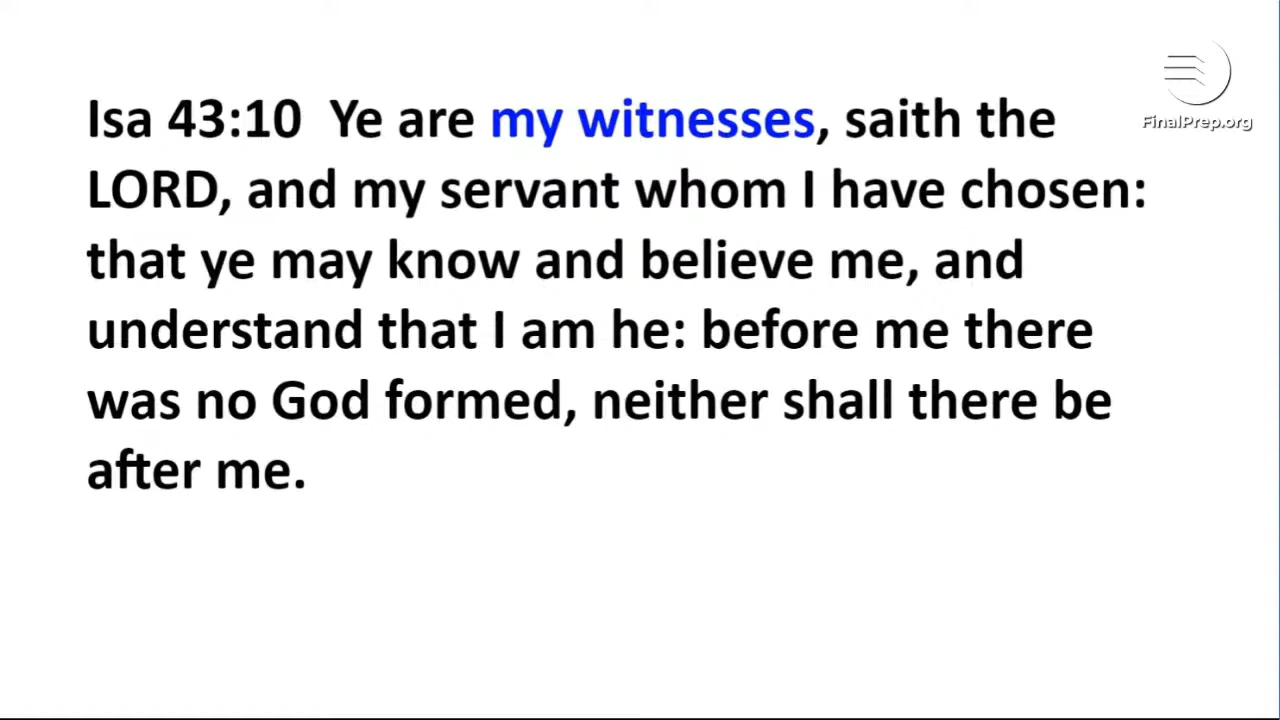 FinalPrep.org
Isa 43:10  Ye are my witnesses, saith the
LORD, and my servant whom I have chosen:
that ye may know and believe me, and
understand that I am he: before me there
was no God formed, neither shall there be
after me.